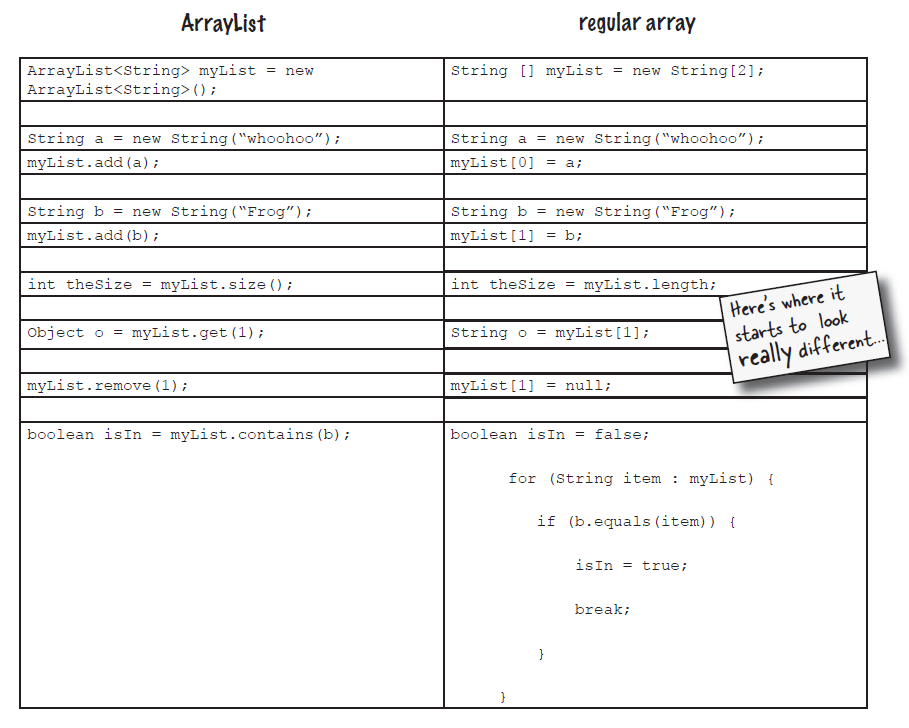 ArrayList
regular array
ArrayList<String> myList = new
ArrayList<String>();
String [] myList = new String[2];
String a = new String(“whoohoo”);
String a = new String(“whoohoo”);
myList.add(a);
myList[0] = a;
String b = new String(“Frog”);
String b = new String(“Frog”);
myList.add(b);
myList[1] = b;
int theSize = myList.size();
int theSize = myList.length;
Here's where it
starts to look
really different...
Object o = myList.get(1);
String o = myList[1];
myList.remove(1);
myList[1] = null;
boolean isIn = myList.contains(b);
boolean isIn = false;
for (String item : myList) {
if (b.equals(item)) {
isIn = true;
break;
}
}